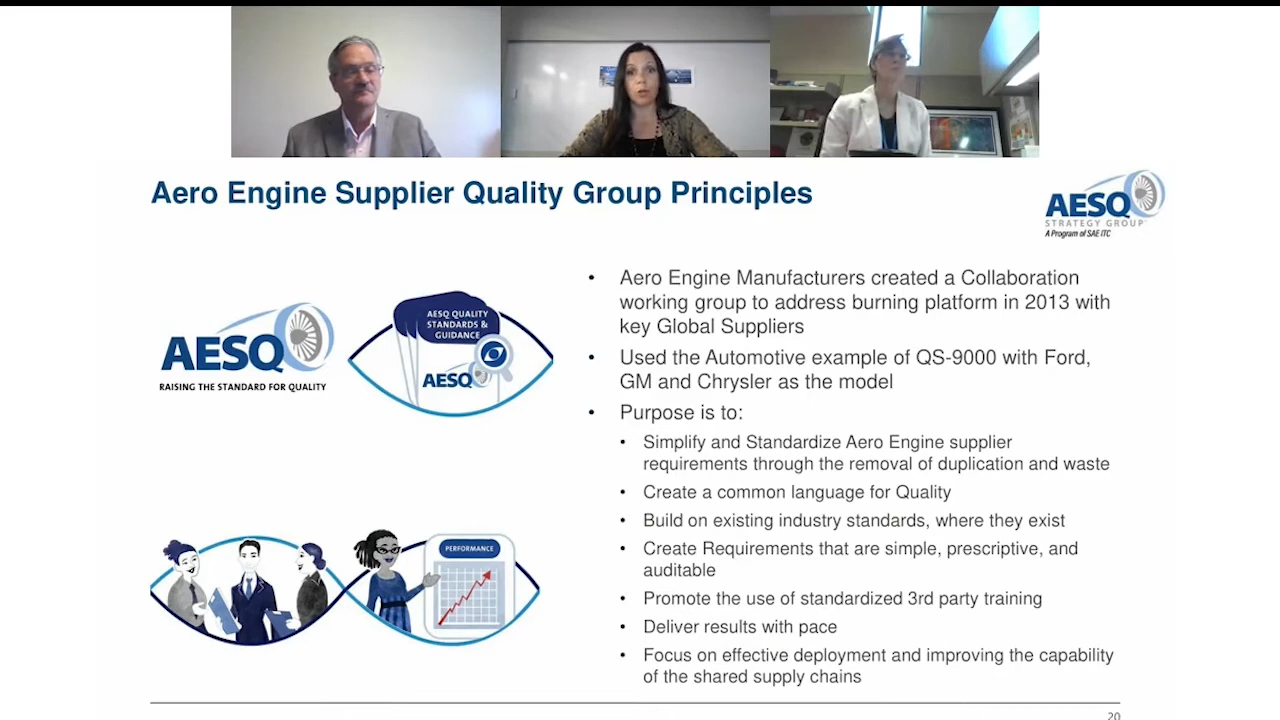 Aero Engine Supplier Quality Group Principles
AESQ
STRATEGY GROUP
A Program of SAE ITC
AESQ
RAISING THE STANDARD FOR QUALITY
AESQ QUALITY
STANDARDS &
GUIDANCE
AESQ
PERFORMANCE
• Aero Engine Manufacturers created a Collaboration
working group to address burning platform in 2013 with
key Global Suppliers
• Used the Automotive example of QS-9000 with Ford,
GM and Chrysler as the model
• Purpose is to:
• Simplify and Standardize Aero Engine supplier
requirements through the removal of duplication and waste
• Create a common language for Quality
• Build on existing industry standards, where they exist
• Create Requirements that are simple, prescriptive, and
auditable
• Promote the use of standardized 3rd party training
• Deliver results with pace
• Focus on effective deployment and improving the capability
of the shared supply chains
20